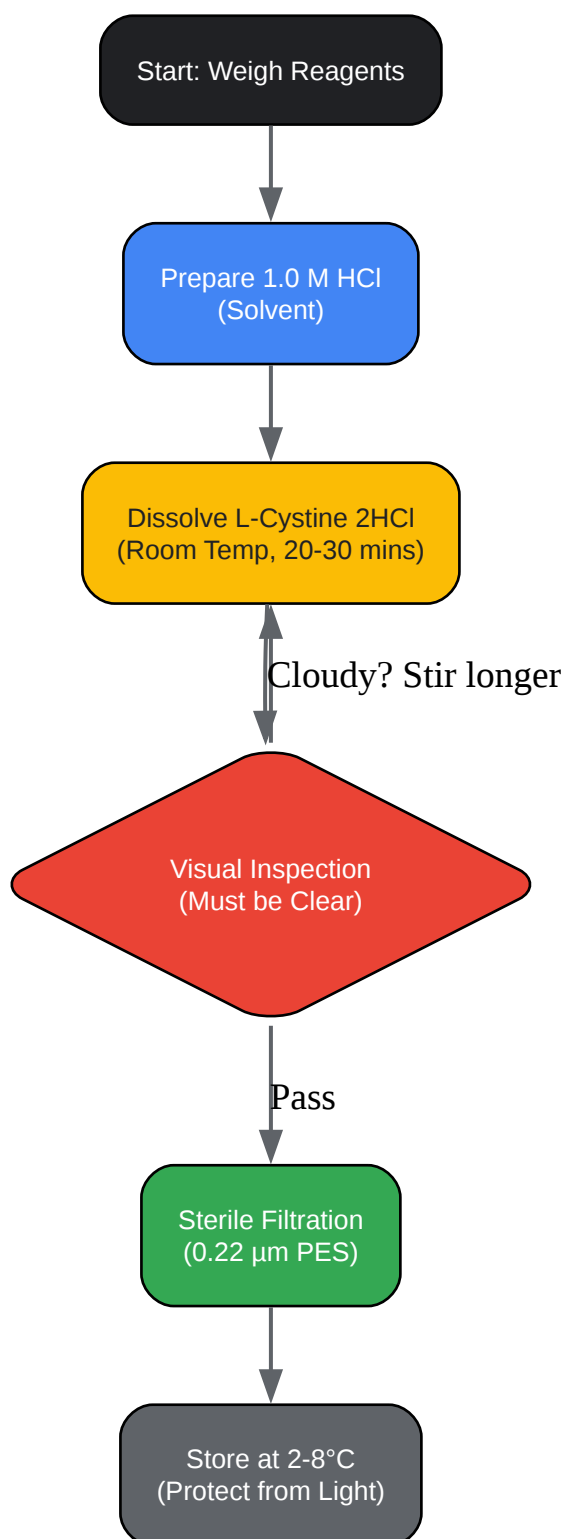 Start: Weigh Reagents
Prepare 1.0 M HCl
(Solvent)
Dissolve L-Cystine 2HCl
(Room Temp, 20-30 mins)
Cloudy? Stir longer
Visual Inspection
(Must be Clear)
Pass
Sterile Filtration
(0.22 µm PES)
Store at 2-8°C
(Protect from Light)